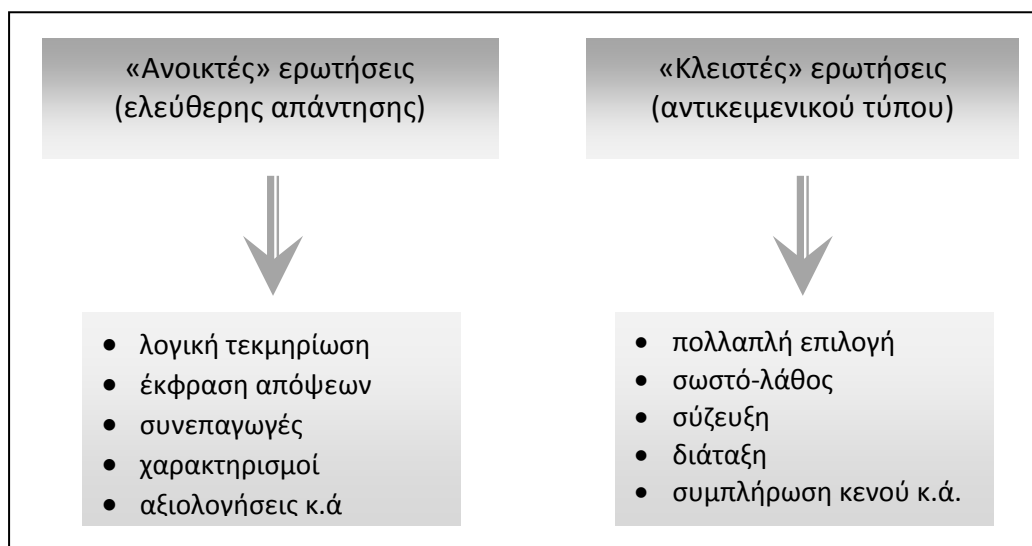 «Ανοικτές» ερωτήσεις
(ελεύθερης απάντησης)
• λογική τεκμηρίωση
• έκφραση απόψεων
• συνεπαγωγές
• χαρακτηρισμοί
• αξιολογήσεις κ.ά
«Κλειστές» ερωτήσεις
(αντικειμενικού τύπου)
• πολλαπλή επιλογή
• σωστό-λάθος
• σύζευξη
• διάταξη
• συμπλήρωση κενού κ.ά.